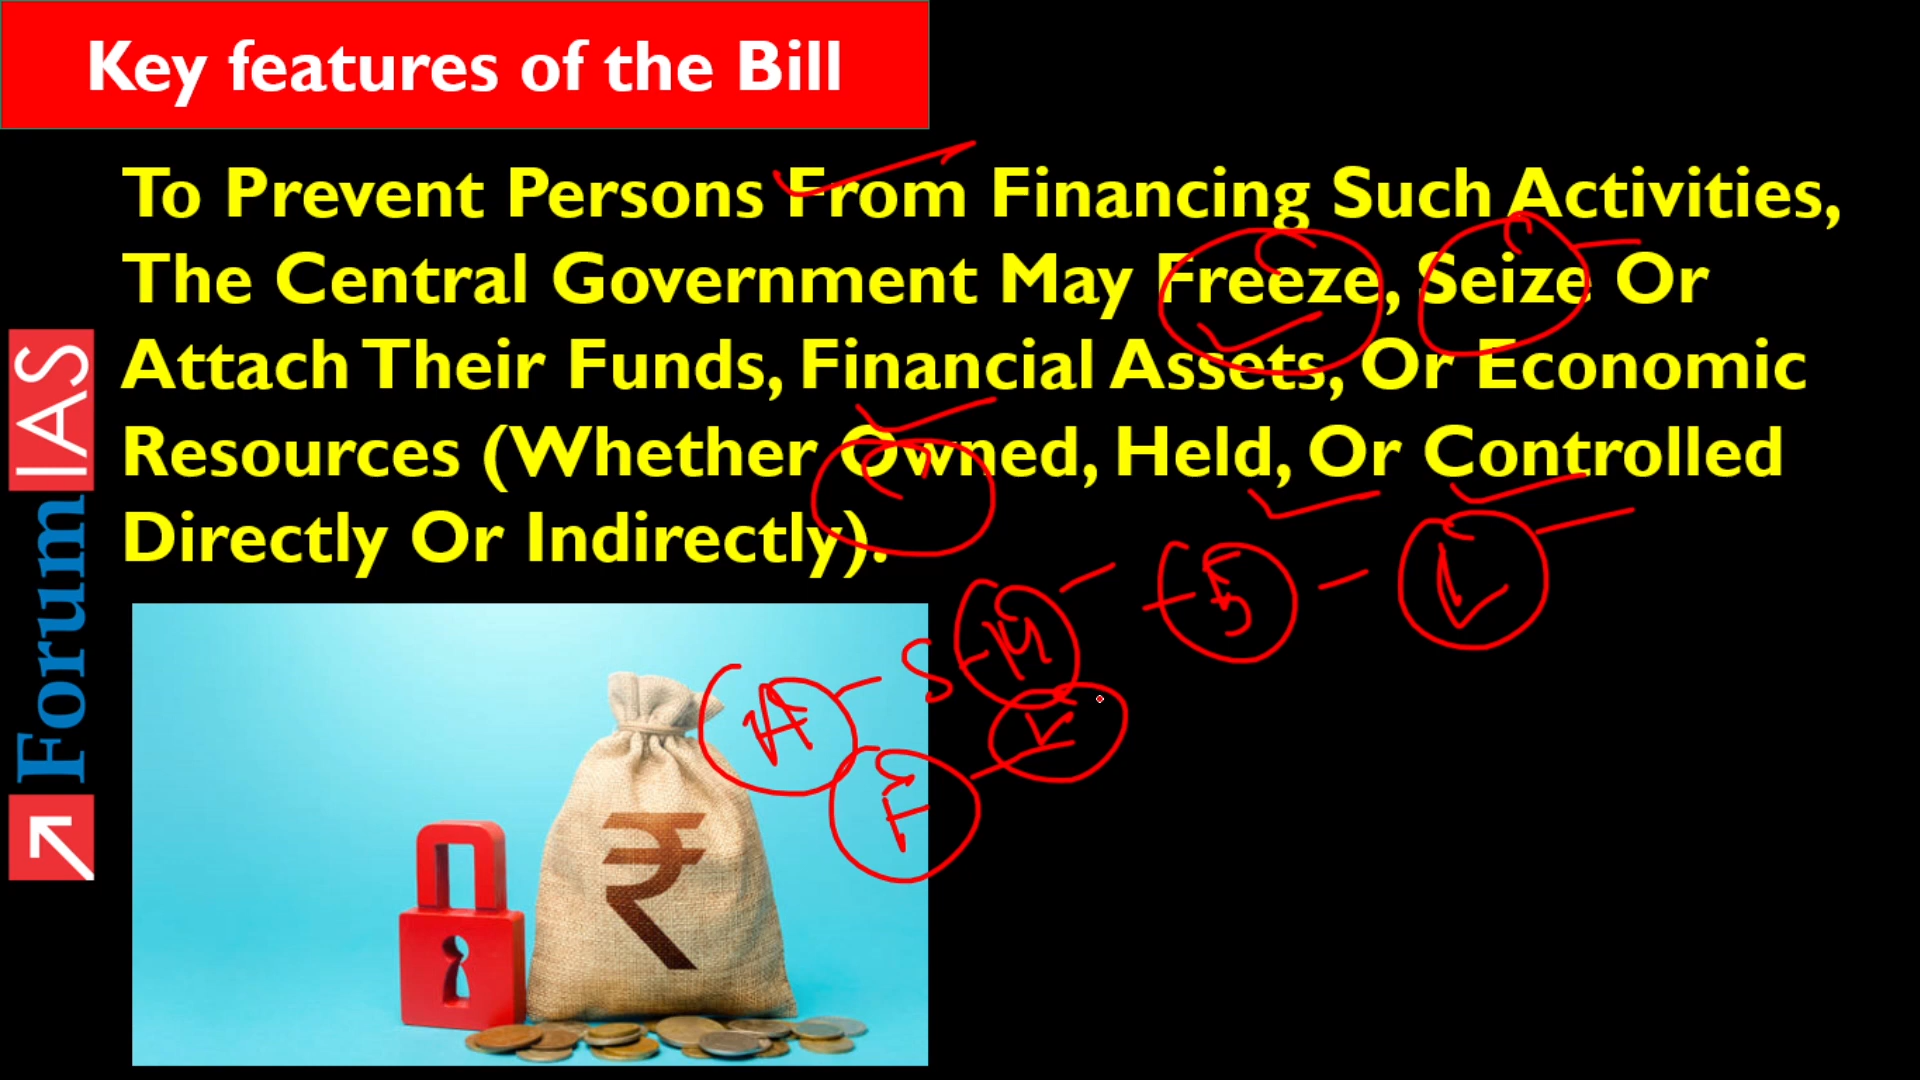 Key features of the Bill
To Prevent Persons From Financing Such Activities,
The Central Government May Freeze, Seize Or
Attach Their Funds, Financial Assets, Or Economic
Resources (Whether Owned, Held, Or Controlled
Directly Or Indirectly).
ForumIAS
₹